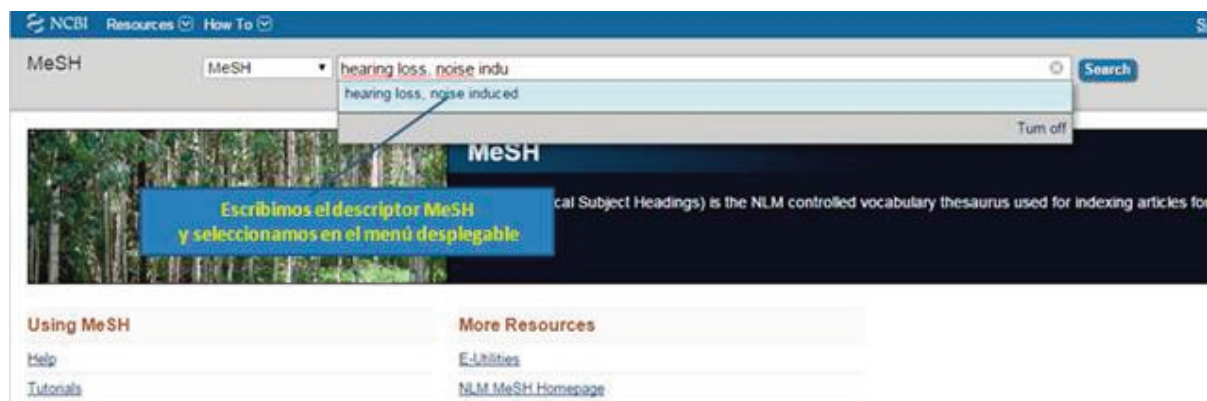 NCBI Resources How To
MeSH MeSH hearing loss, noise indu Search
hearing loss, noise induced
Turn off
MeSH
cal Subject Headings) is the NLM controlled vocabulary thesaurus used for indexing articles for
Escribimos el descriptor MeSH
y seleccionamos en el menú desplegable
Using MeSH More Resources
Help E-Utilities
Tutorials NLM MeSH Homepage